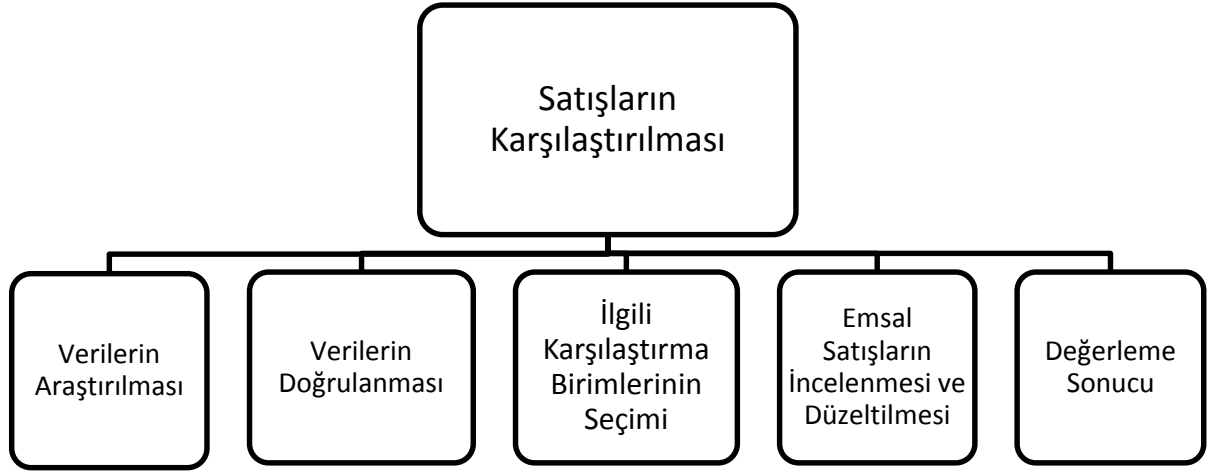 Satışların
Karşılaştırılması
Verilerin
Araştırılması
Verilerin
Doğrulanması
İlgili
Karşılaştırma
Birimlerinin
Seçimi
Emsal
Satışların
İncelenmesi ve
Düzeltilmesi
Değerleme
Sonucu